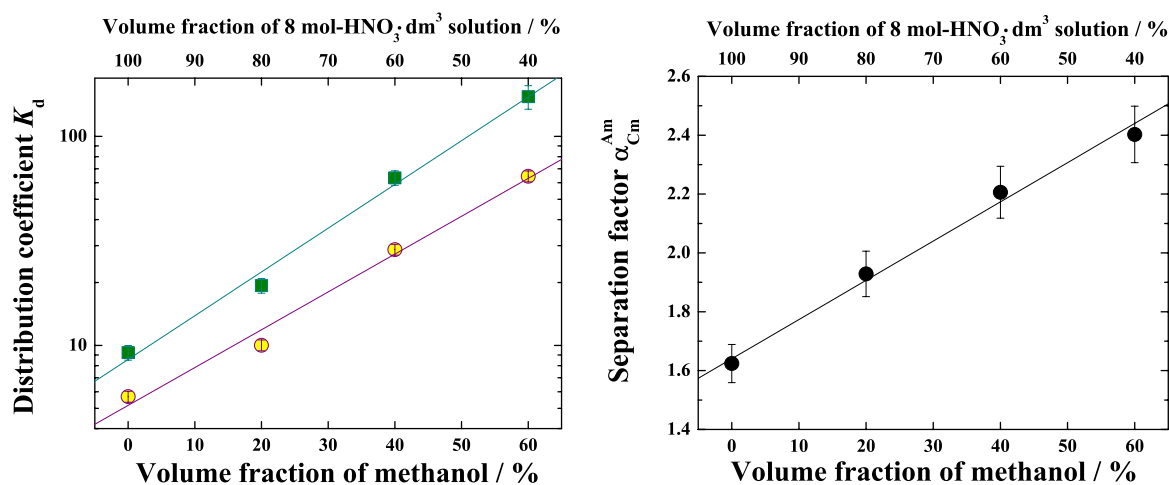 Volume fraction of 8 mol-HNO₃·dm³ solution / %
100 90 80 70 60 50 40
Distribution coefficient K_d
100
10
0 10 20 30 40 50 60
Volume fraction of methanol / %
Volume fraction of 8 mol-HNO₃·dm³ solution / %
100 90 80 70 60 50 40
Separation factor α^Am_Cm
2.6
2.4
2.2
2.0
1.8
1.6
1.4
0 10 20 30 40 50 60
Volume fraction of methanol / %